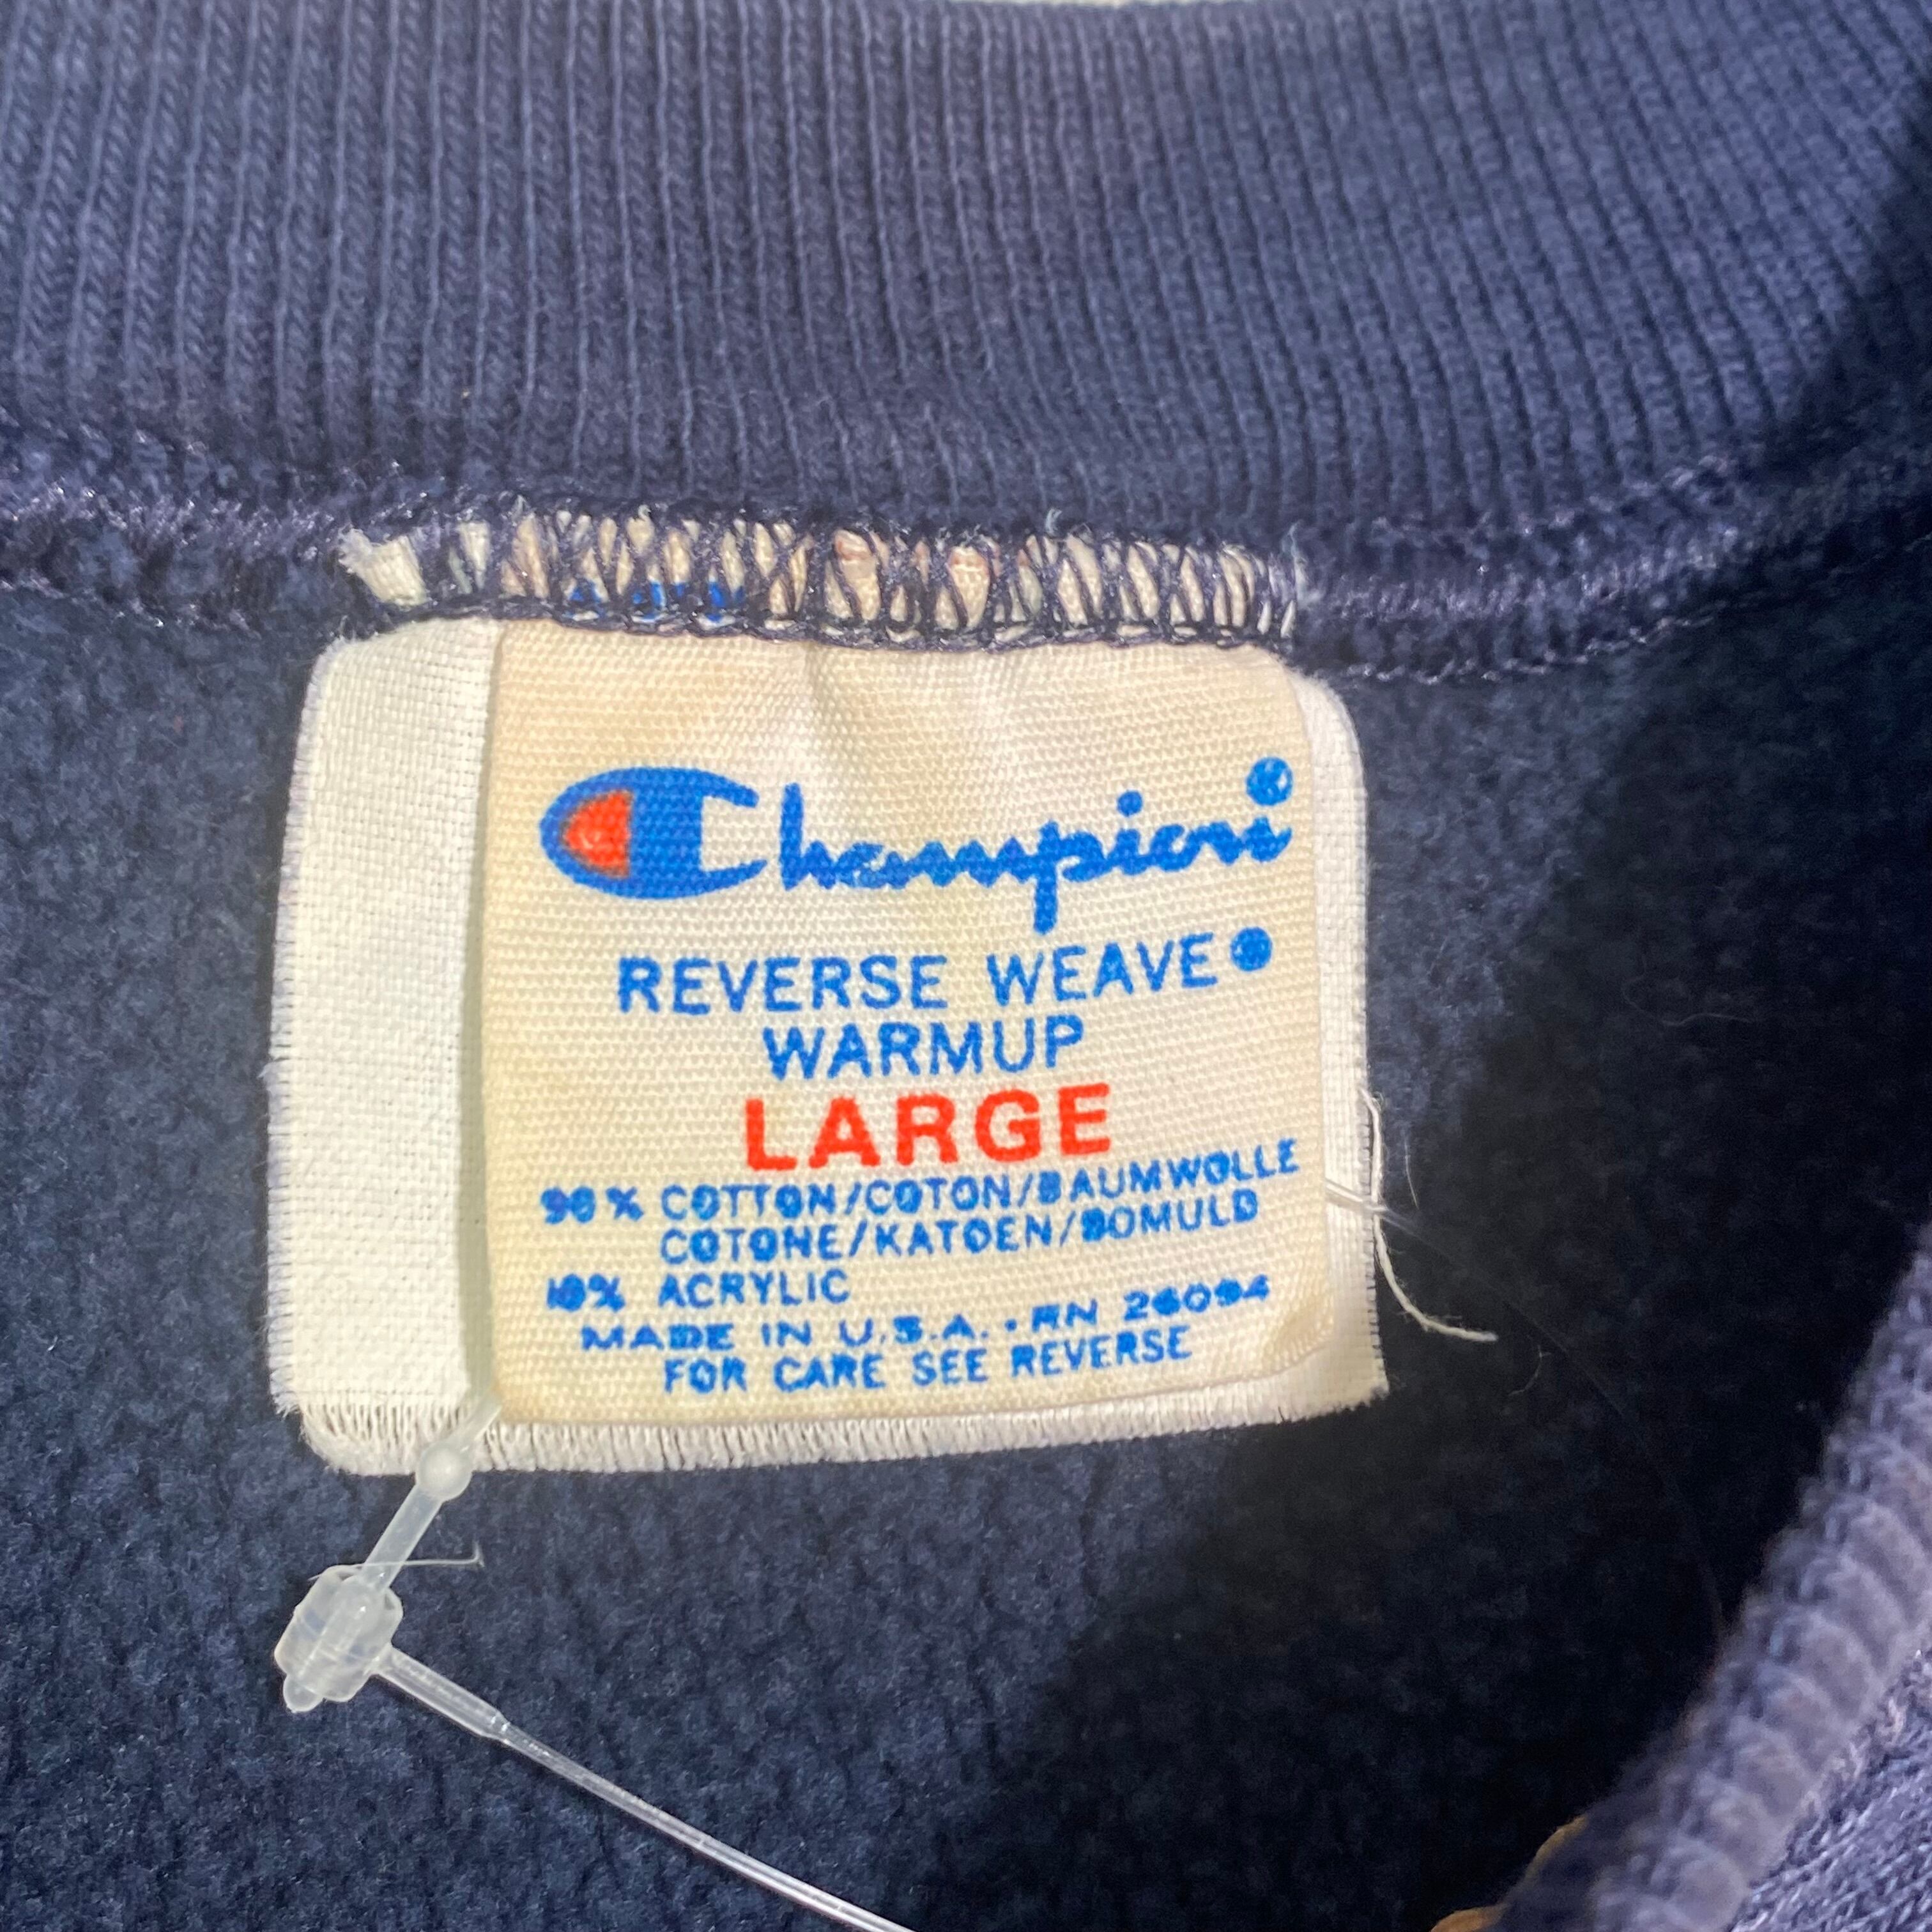 Champion®
REVERSE WEAVE
WARMUP
LARGE
90% COTTON/COTON/BAUMWOLLE
COTONE/KATOEN/BOMULD
10% ACRYLIC
MADE IN U.S.A. • RN 26094
FOR CARE SEE REVERSE